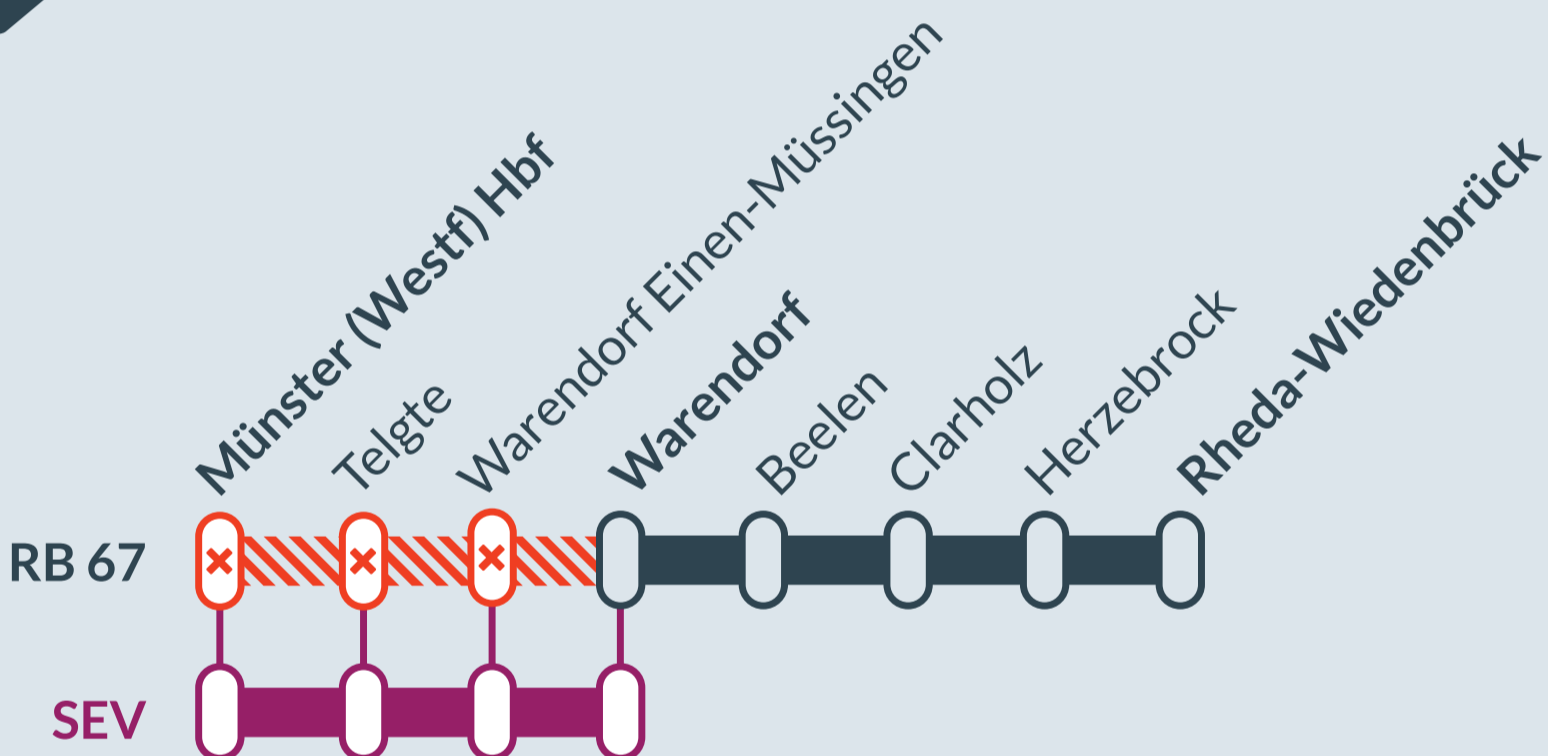 Münster (Westf) Hbf
Telgte
Warendorf Einen-Müssingen
Warendorf
Beelen
Clarholz
Herzebrock
Rheda-Wiedenbrück
RB 67
SEV